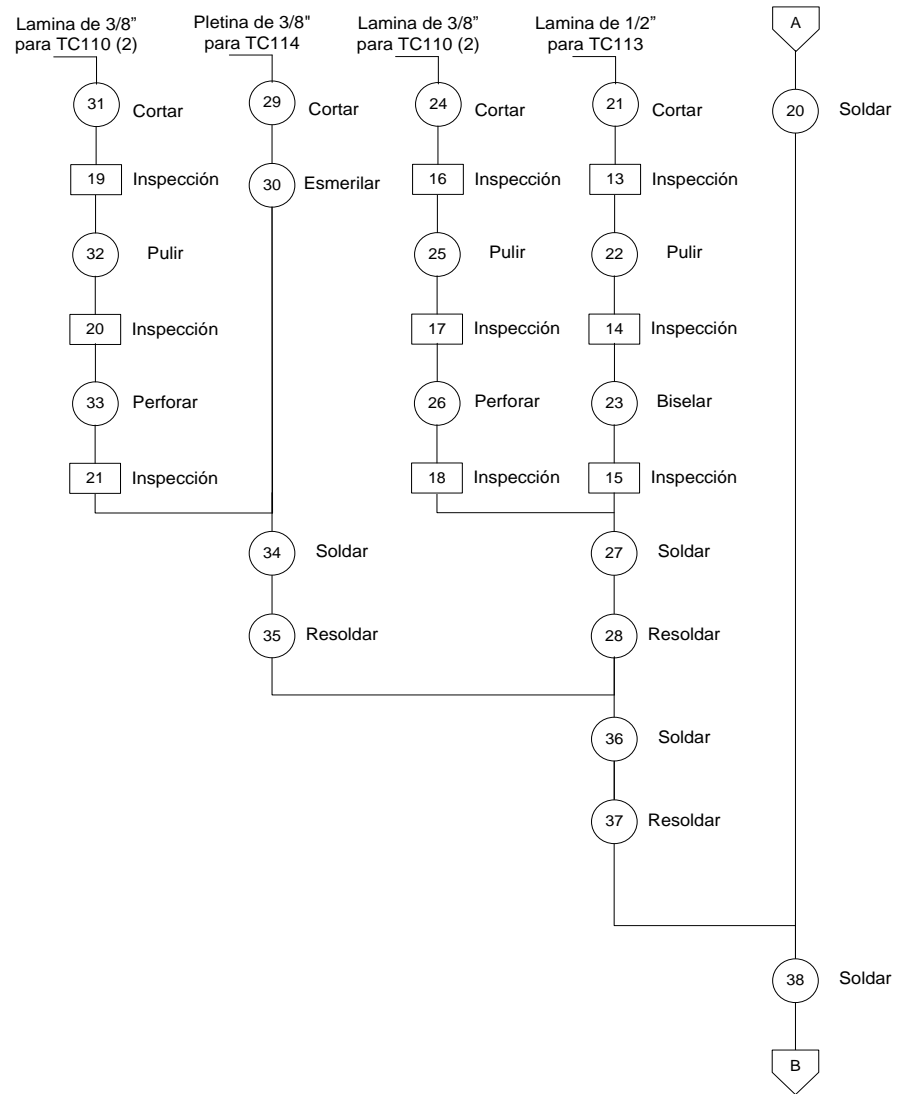 Lamina de 3/8”
para TC110 (2)
Pletina de 3/8"
para TC114
Lamina de 3/8”
para TC110 (2)
Lamina de 1/2”
para TC113
A
31 Cortar
29 Cortar
24 Cortar
21 Cortar
20 Soldar
19 Inspección
30 Esmerilar
16 Inspección
13 Inspección
32 Pulir
25 Pulir
22 Pulir
20 Inspección
17 Inspección
14 Inspección
33 Perforar
26 Perforar
23 Biselar
21 Inspección
18 Inspección
15 Inspección
34 Soldar
27 Soldar
35 Resoldar
28 Resoldar
36 Soldar
37 Resoldar
38 Soldar
B